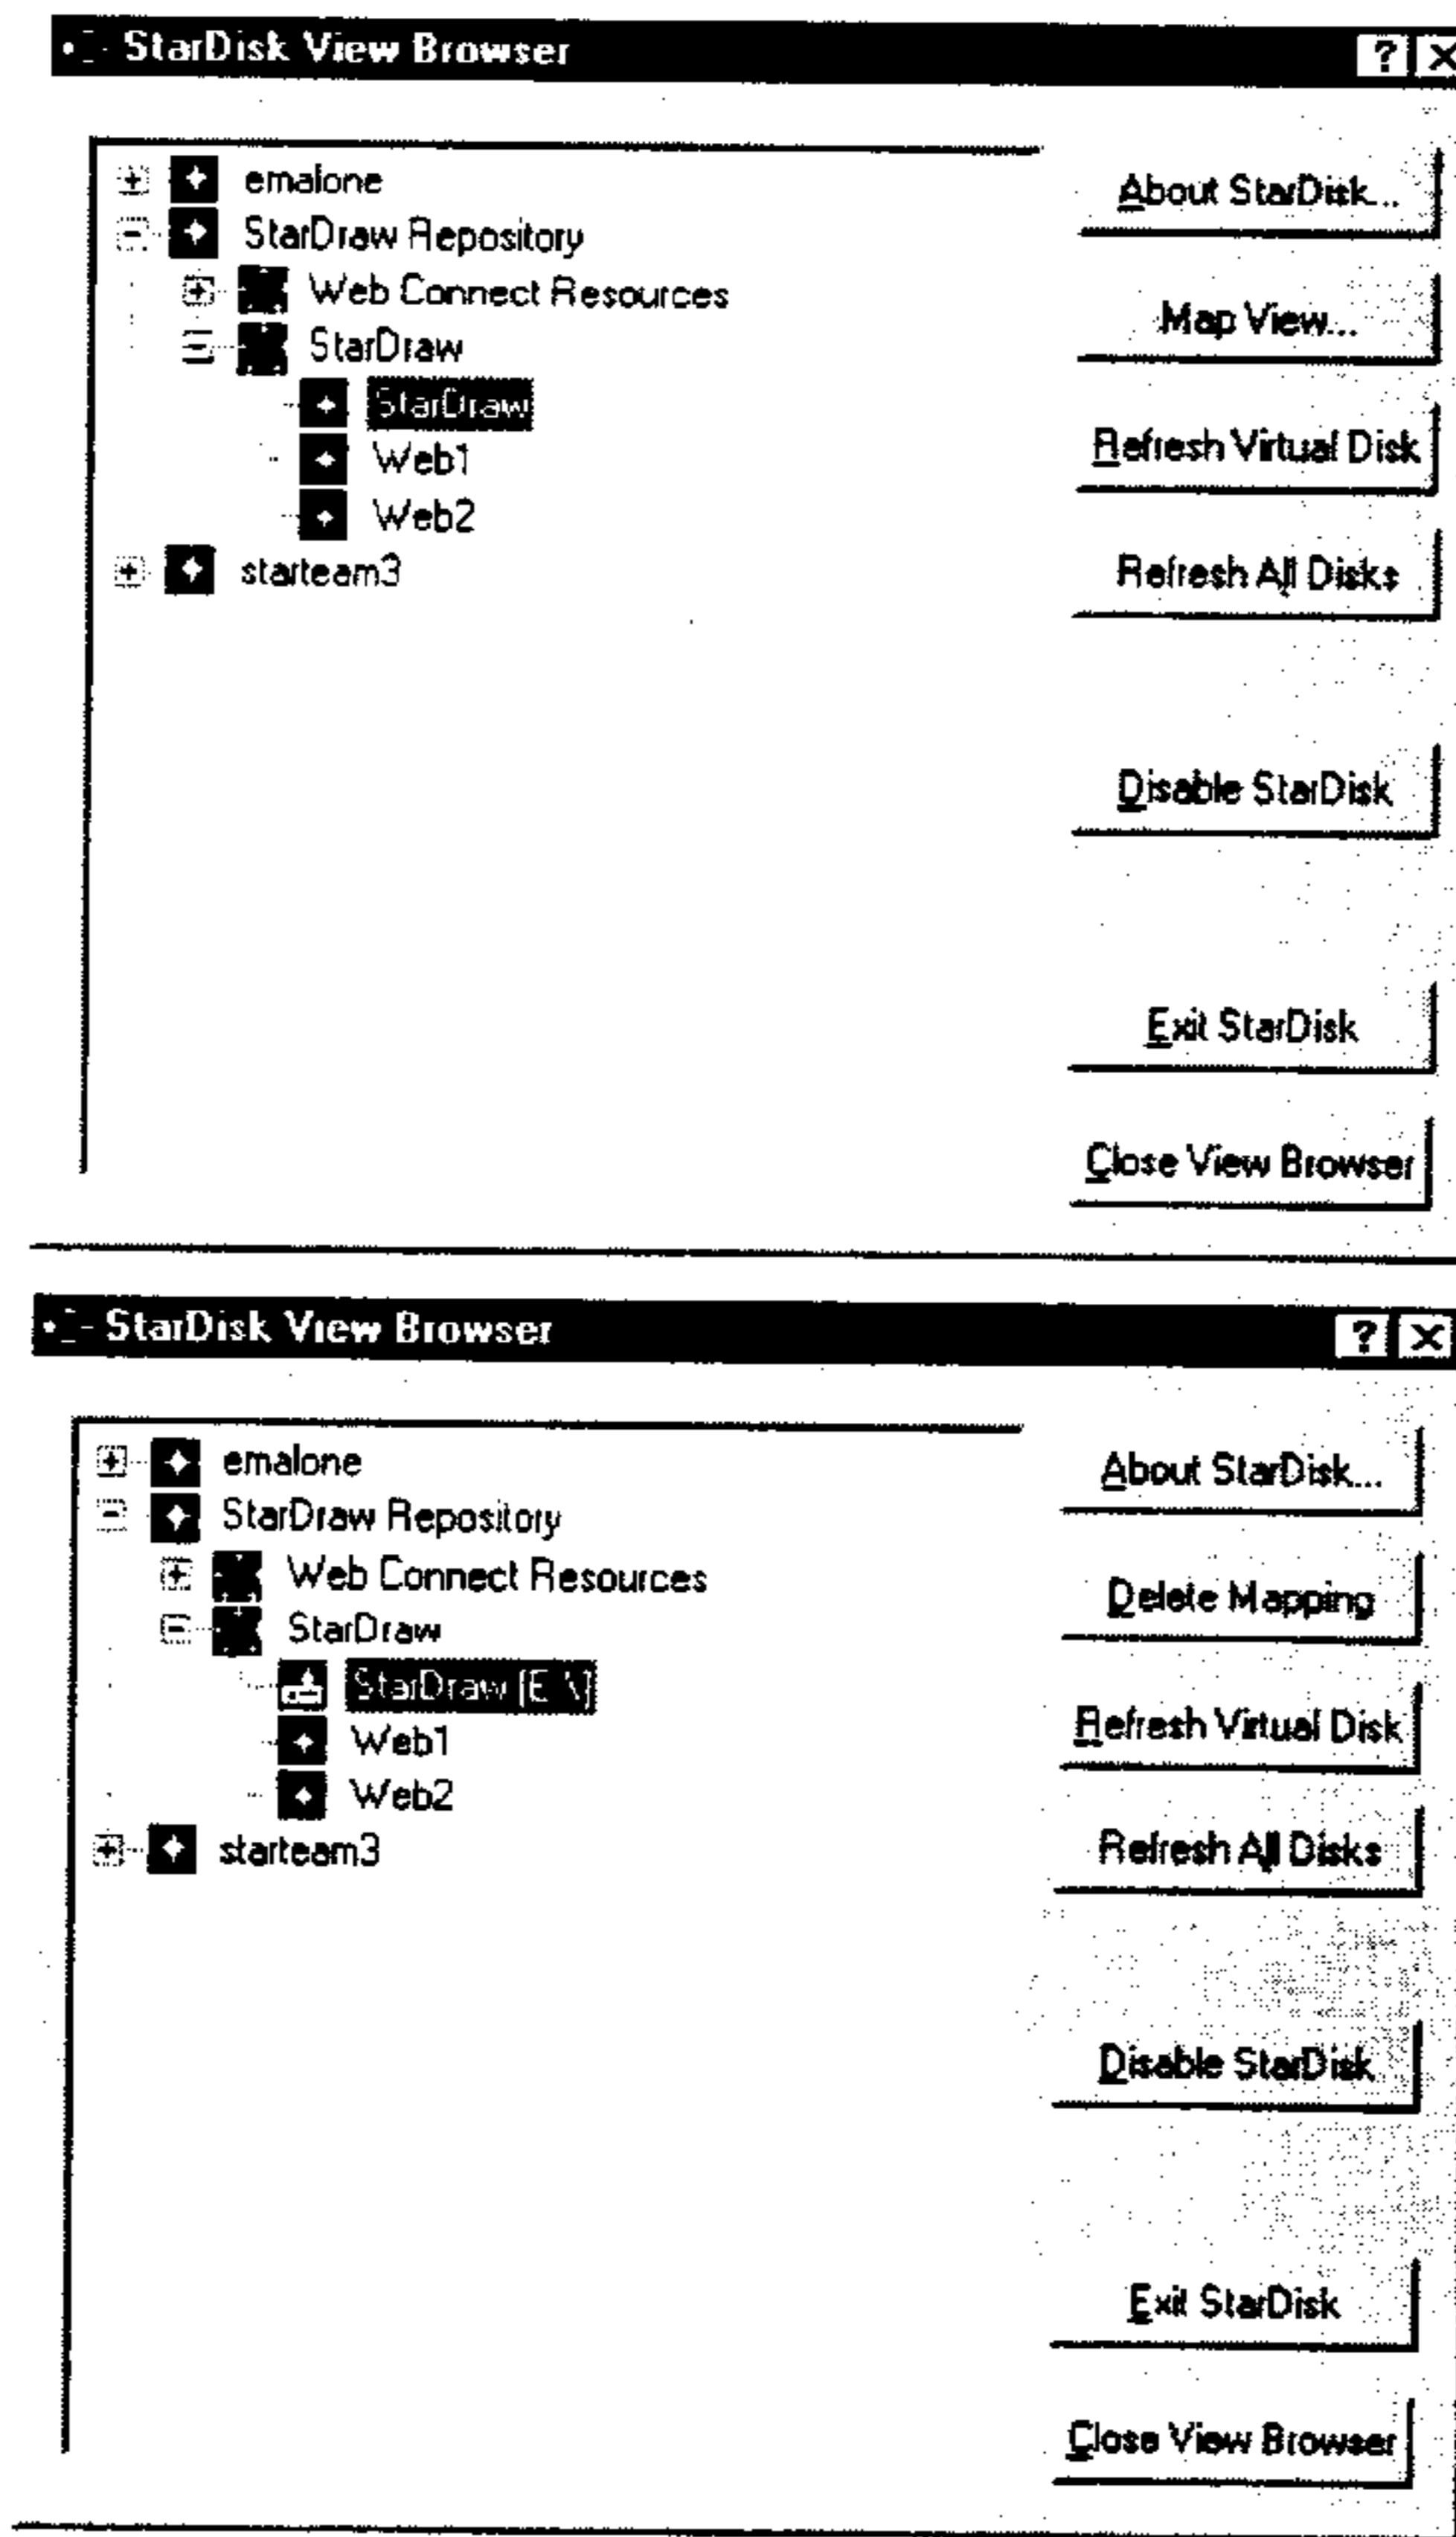 StarDisk View Browser
emalone
StarDraw Repository
Web Connect Resources
StarDraw
StarDraw
Web1
Web2
starteam3
About StarDisk...
Map View...
Refresh Virtual Disk
Refresh All Disks
Disable StarDisk
Exit StarDisk
Close View Browser
StarDisk View Browser
emalone
StarDraw Repository
Web Connect Resources
StarDraw
StarDraw [E:\]
Web1
Web2
starteam3
About StarDisk...
Delete Mapping
Refresh Virtual Disk
Refresh All Disks
Disable StarDisk
Exit StarDisk
Close View Browser